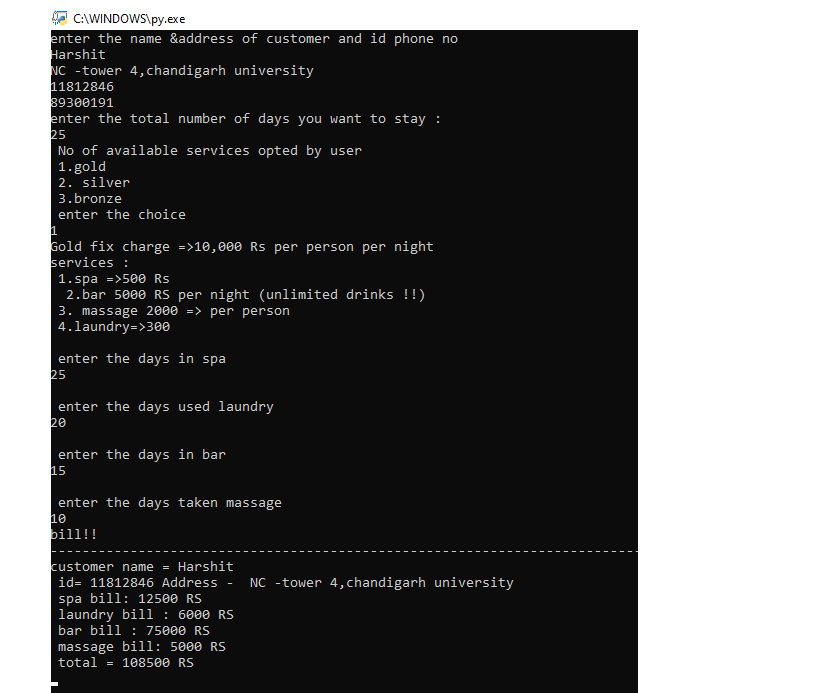 C:\WINDOWS\py.exe
enter the name &address of customer and id phone no
Harshit
NC -tower 4,chandigarh university
11812846
89300191
enter the total number of days you want to stay :
25
No of available services opted by user
1.gold
2. silver
3.bronze
enter the choice
1
Gold fix charge =>10,000 Rs per person per night
services :
1.spa =>500 Rs
2.bar 5000 RS per night (unlimited drinks !!)
3. massage 2000 => per person
4.laundry=>300
enter the days in spa
25
enter the days used laundry
20
enter the days in bar
15
enter the days taken massage
10
bill!!
--------------------------------------------------------------------------
customer name = Harshit
id= 11812846 Address -  NC -tower 4,chandigarh university
spa bill: 12500 RS
laundry bill : 6000 RS
bar bill : 75000 RS
massage bill: 5000 RS
total = 108500 RS